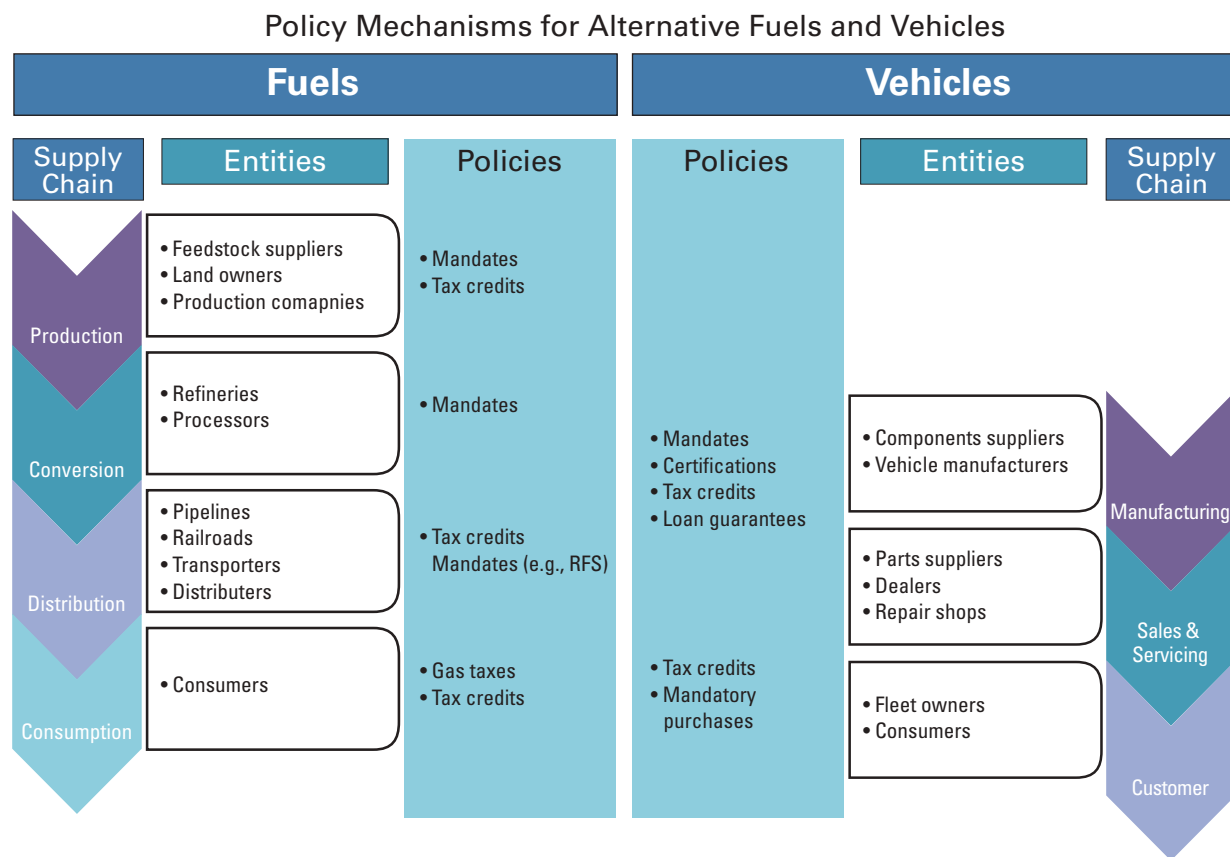 Policy Mechanisms for Alternative Fuels and Vehicles
Fuels
Supply
Chain
Entities
Policies
Production
• Feedstock suppliers
• Land owners
• Production comapnies
• Mandates
• Tax credits
Conversion
• Refineries
• Processors
• Mandates
Distribution
• Pipelines
• Railroads
• Transporters
• Distributers
• Tax credits
Mandates (e.g., RFS)
Consumption
• Consumers
• Gas taxes
• Tax credits
Vehicles
Policies
Entities
Supply
Chain
• Mandates
• Certifications
• Tax credits
• Loan guarantees
• Components suppliers
• Vehicle manufacturers
Manufacturing
• Parts suppliers
• Dealers
• Repair shops
Sales &
Servicing
• Tax credits
• Mandatory
purchases
• Fleet owners
• Consumers
Customer